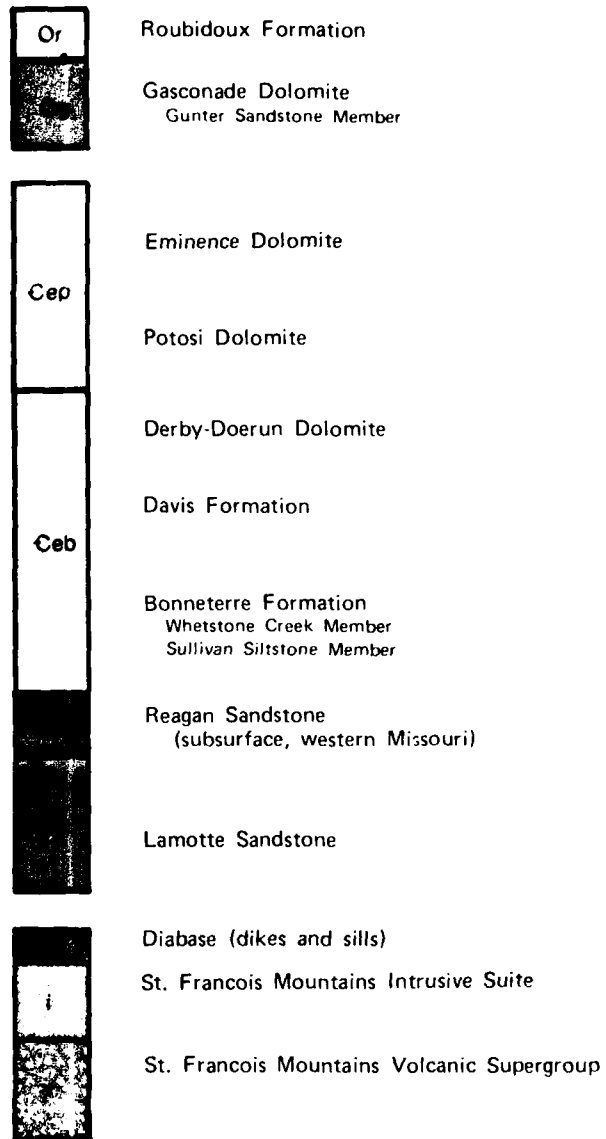 Or
Roubidoux Formation
Gasconade Dolomite
Gunter Sandstone Member
Eminence Dolomite
Єep
Potosi Dolomite
Derby-Doerun Dolomite
Davis Formation
Єeb
Bonneterre Formation
Whetstone Creek Member
Sullivan Siltstone Member
Reagan Sandstone
(subsurface, western Missouri)
Lamotte Sandstone
Diabase (dikes and sills)
St. Francois Mountains Intrusive Suite
St. Francois Mountains Volcanic Supergroup